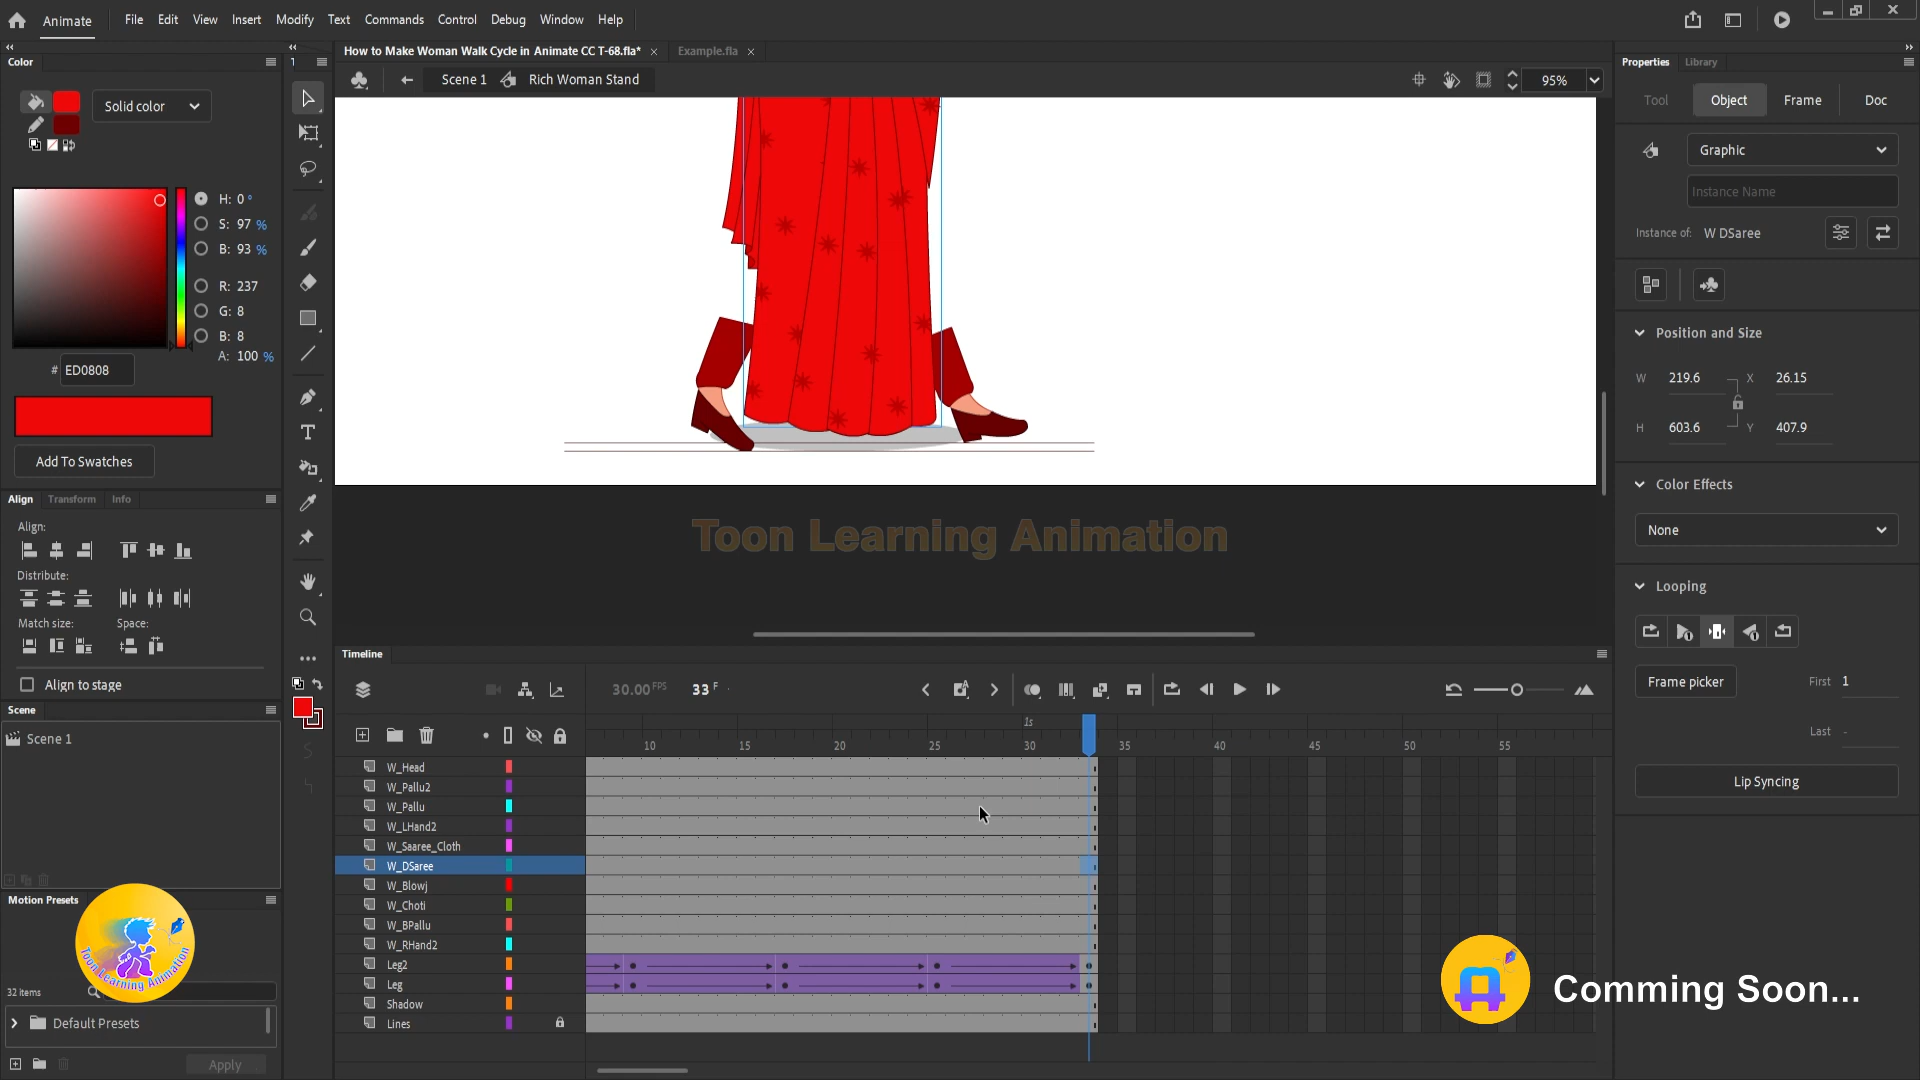 Animate
File Edit View Insert Modify Text Commands Control Debug Window Help
Color
How to Make Woman Walk Cycle in Animate CC T-68.fla*
Example.fla
Scene 1
Rich Woman Stand
95%
Solid color
H: 0 °
S: 97 %
B: 93 %
R: 237
G: 8
B: 8
A: 100 %
# ED0808
Add To Swatches
Align Transform Info
Align:
Distribute:
Match size: Space:
Align to stage
Scene
Scene 1
Motion Presets
Toon Learning Animation
32 items
Default Presets
Apply
Toon Learning Animation
Timeline
30.00 FPS 33 F
1s
10 15 20 25 30 35 40 45 50 55
W_Head
W_Pallu2
W_Pallu
W_LHand2
W_Saaree_Cloth
W_DSaree
W_Blowj
W_Choti
W_BPallu
W_RHand2
Leg2
Leg
Shadow
Lines
Properties Library
Tool Object Frame Doc
Graphic
Instance Name
Instance of: W DSaree
Position and Size
W 219.6 X 26.15
H 603.6 Y 407.9
Color Effects
None
Looping
Frame picker First 1
Last -
Lip Syncing
Comming Soon...